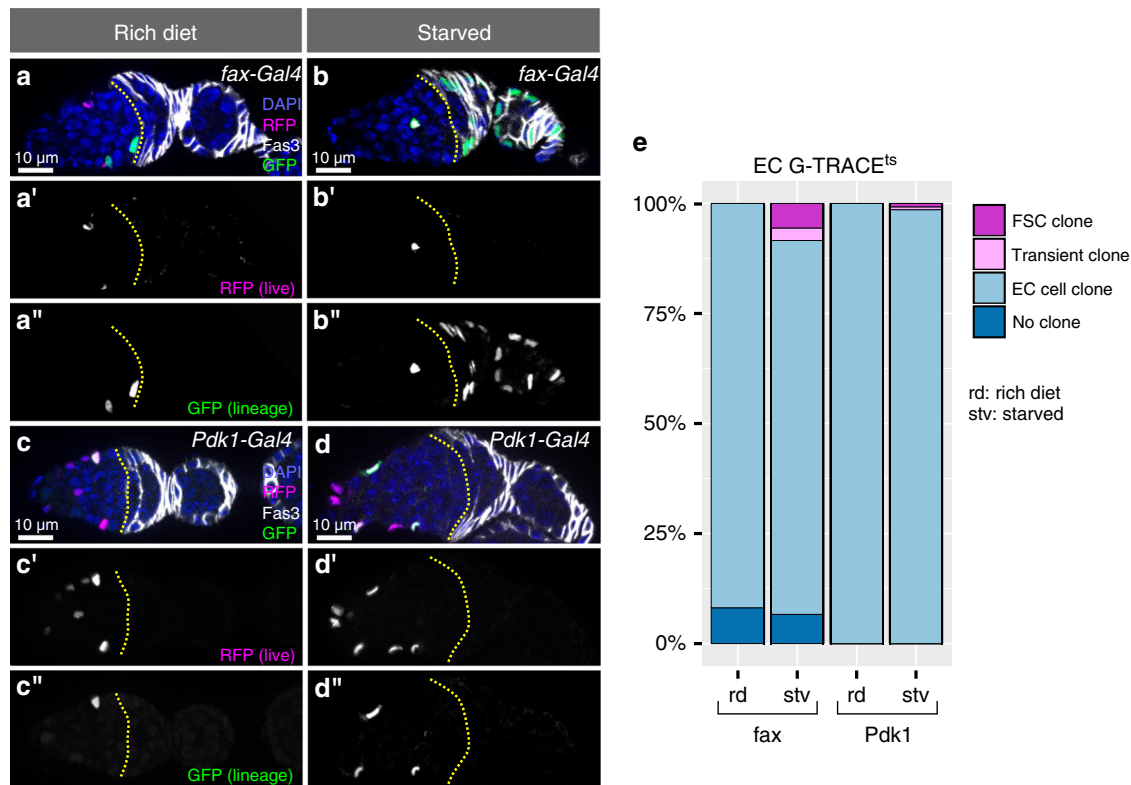 Rich diet
Starved
a
fax-Gal4
DAPI
RFP
Fas3
GFP
10 µm
b
fax-Gal4
10 µm
a'
RFP (live)
b'
a"
GFP (lineage)
b"
c
Pdk1-Gal4
DAPI
RFP
Fas3
GFP
10 µm
d
Pdk1-Gal4
10 µm
c'
RFP (live)
d'
c"
GFP (lineage)
d"
e
EC G-TRACEts
100%
75%
50%
25%
0%
rd
stv
rd
stv
fax
Pdk1
FSC clone
Transient clone
EC cell clone
No clone
rd: rich diet
stv: starved